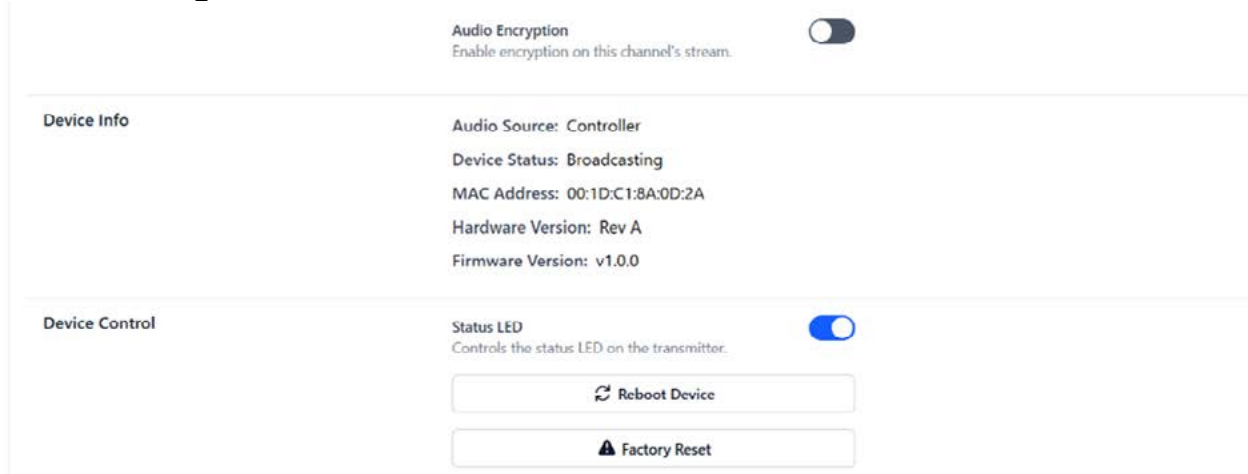 Audio Encryption
Enable encryption on this channel's stream.
Device Info
Audio Source: Controller
Device Status: Broadcasting
MAC Address: 00:1D:C1:8A:0D:2A
Hardware Version: Rev A
Firmware Version: v1.0.0
Device Control
Status LED
Controls the status LED on the transmitter.
Reboot Device
Factory Reset